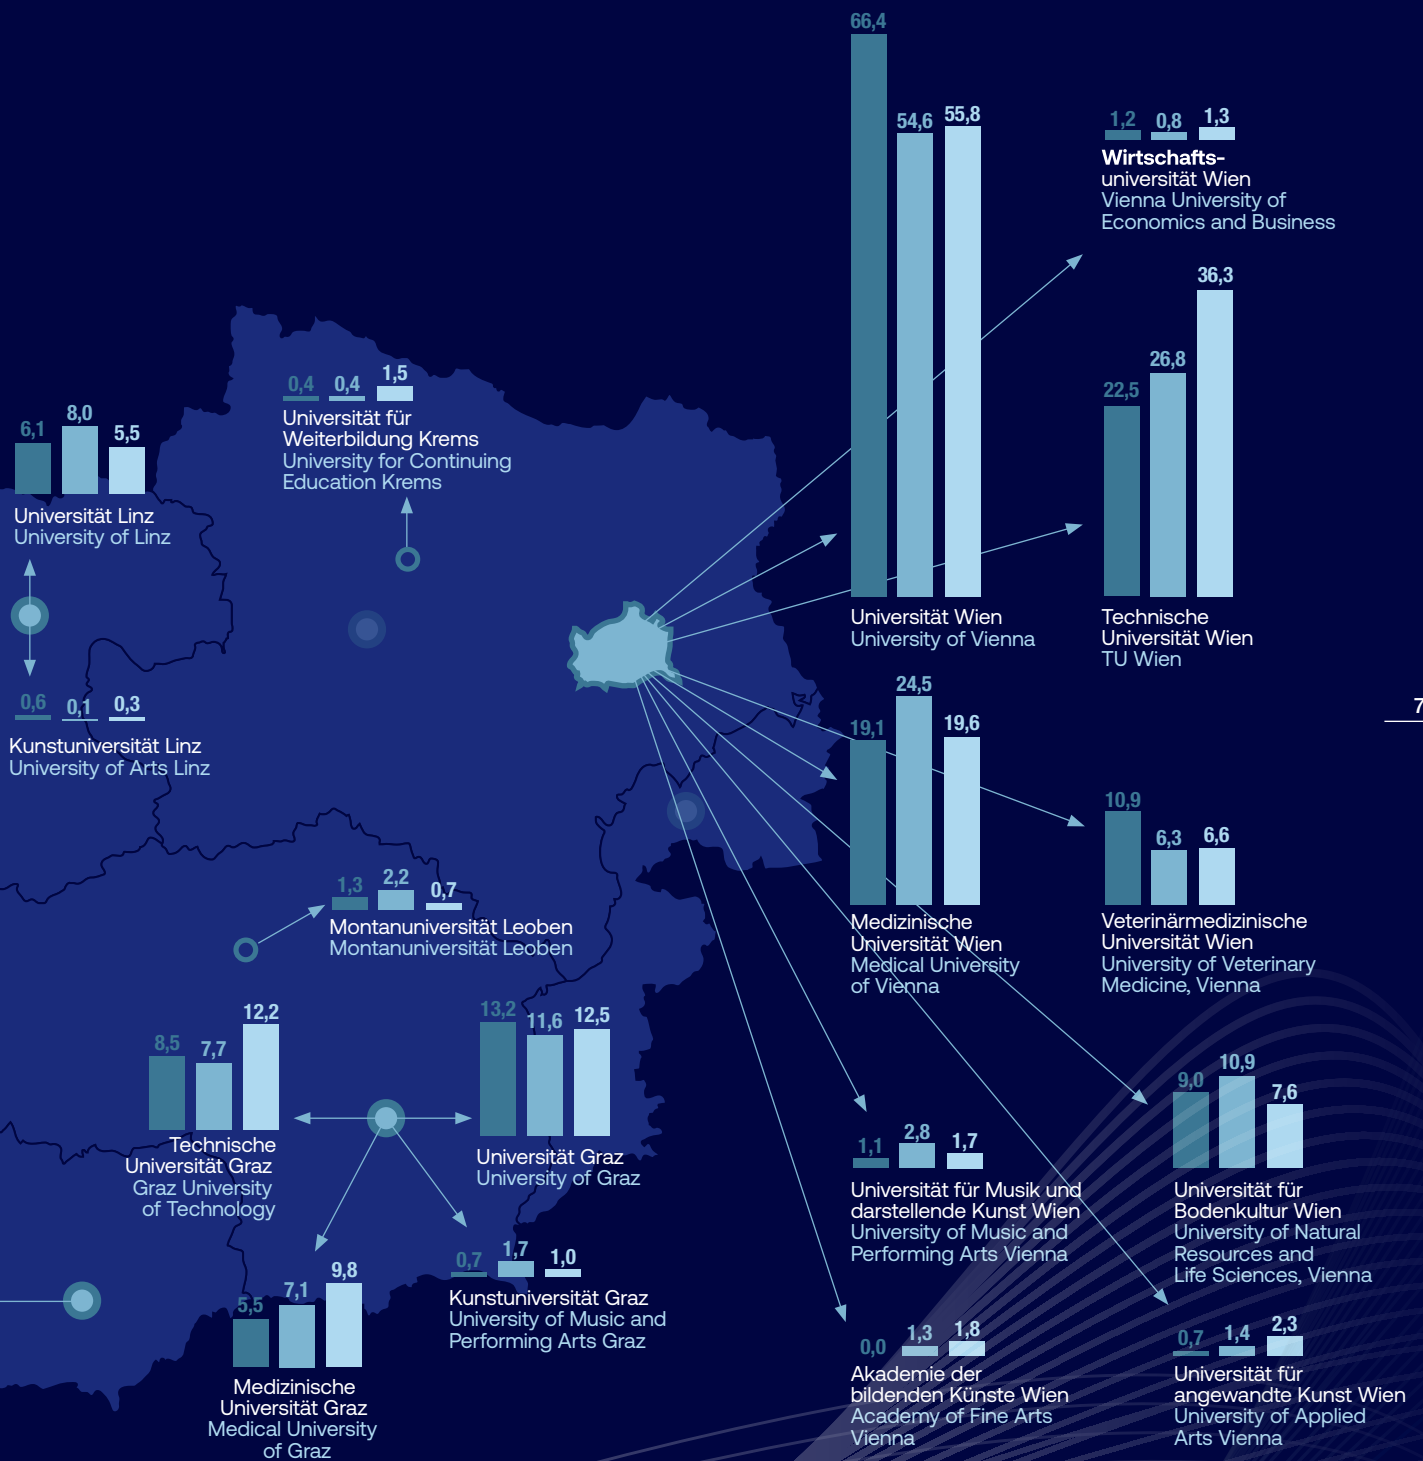 66,4
54,6
55,8
Universität Wien
University of Vienna
1,2
0,8
1,3
Wirtschafts-
universität Wien
Vienna University of
Economics and Business
22,5
26,8
36,3
Technische
Universität Wien
TU Wien
0,4
0,4
1,5
Universität für
Weiterbildung Krems
University for Continuing
Education Krems
6,1
8,0
5,5
Universität Linz
University of Linz
0,6
0,1
0,3
Kunstuniversität Linz
University of Arts Linz
7
19,1
24,5
19,6
Medizinische
Universität Wien
Medical University
of Vienna
10,9
6,3
6,6
Veterinärmedizinische
Universität Wien
University of Veterinary
Medicine, Vienna
1,3
2,2
0,7
Montanuniversität Leoben
Montanuniversität Leoben
8,5
7,7
12,2
Technische
Universität Graz
Graz University
of Technology
13,2
11,6
12,5
Universität Graz
University of Graz
1,1
2,8
1,7
Universität für Musik und
darstellende Kunst Wien
University of Music and
Performing Arts Vienna
9,0
10,9
7,6
Universität für
Bodenkultur Wien
University of Natural
Resources and
Life Sciences, Vienna
5,5
7,1
9,8
Medizinische
Universität Graz
Medical University
of Graz
0,7
1,7
1,0
Kunstuniversität Graz
University of Music and
Performing Arts Graz
0,0
1,3
1,8
Akademie der
bildenden Künste Wien
Academy of Fine Arts
Vienna
0,7
1,4
2,3
Universität für
angewandte Kunst Wien
University of Applied
Arts Vienna